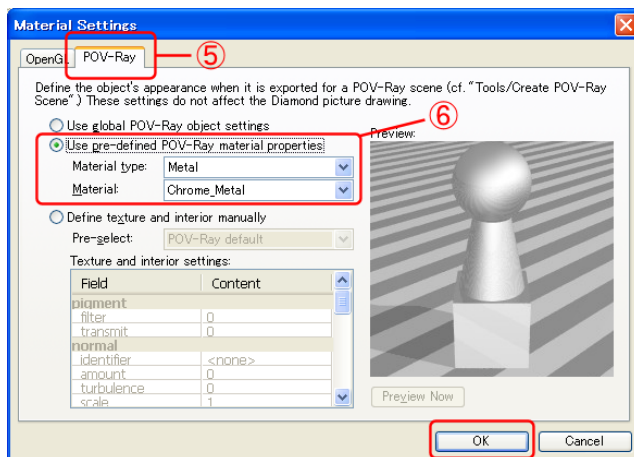 Material Settings
OpenGL
POV-Ray
⑤
Define the object's appearance when it is exported for a POV-Ray scene (cf. "Tools/Create POV-Ray
Scene".) These settings do not affect the Diamond picture drawing.
⑥
Use global POV-Ray object settings
Preview:
Use pre-defined POV-Ray material properties
Material type: Metal
Material: Chrome_Metal
Define texture and interior manually
Pre-select: POV-Ray default
Texture and interior settings:
Field Content
pigment
filter 0
transmit 0
normal
identifier <none>
amount 0
turbulence 0
scale 1
Preview Now
OK Cancel